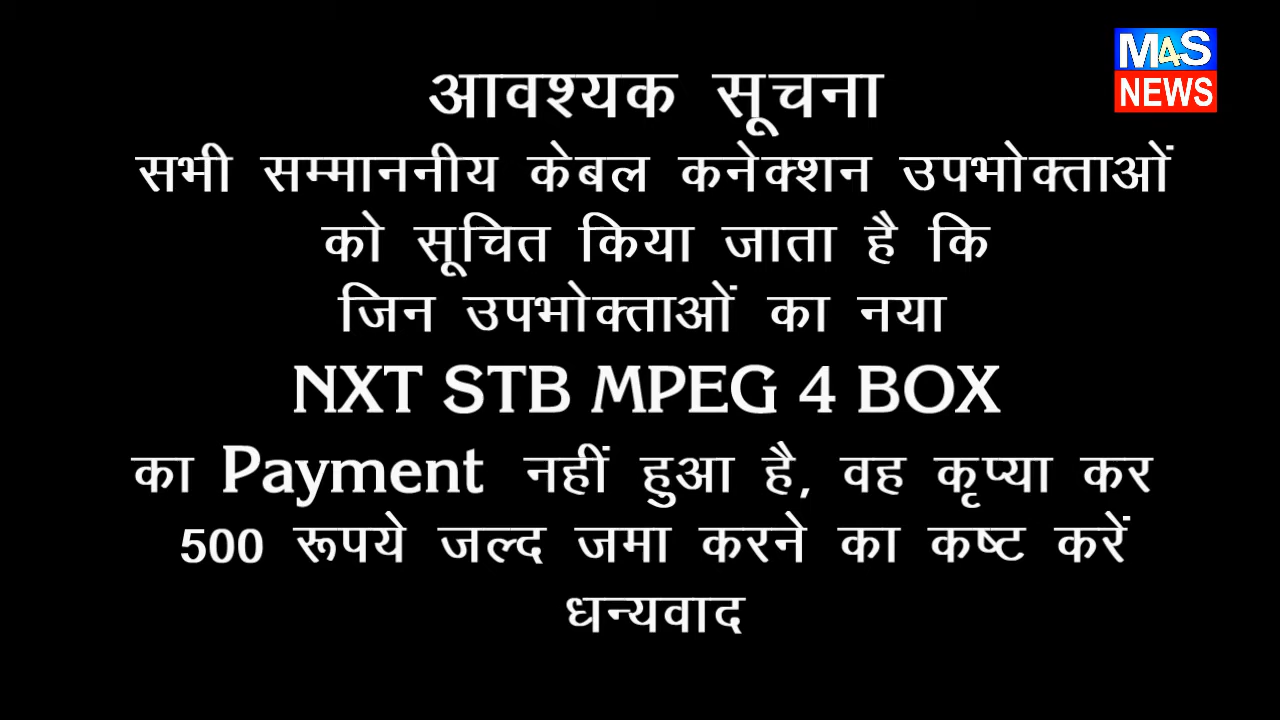 M4S
NEWS
आवश्यक सूचना
सभी सम्माननीय केबल कनेक्शन उपभोक्ताओं
को सूचित किया जाता है कि
जिन उपभोक्ताओं का नया
NXT STB MPEG 4 BOX
का Payment नहीं हुआ है, वह कृप्या कर
500 रूपये जल्द जमा करने का कष्ट करें
धन्यवाद